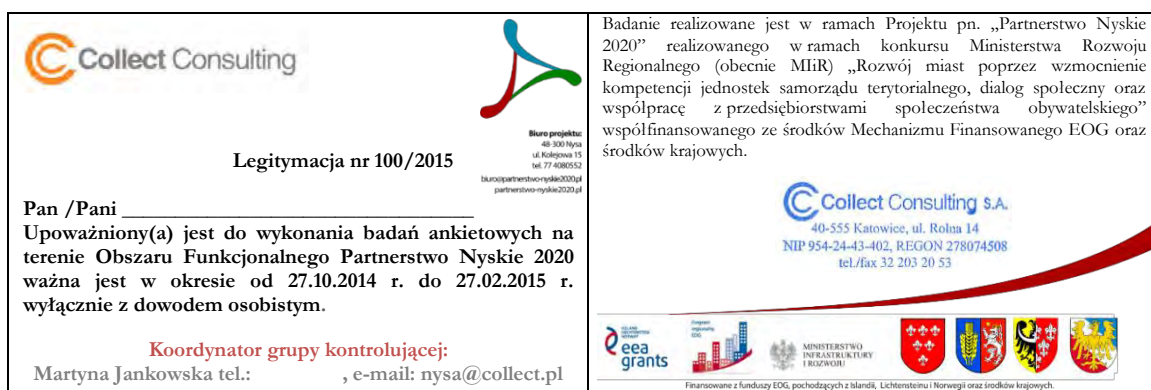 Collect Consulting
Biuro projektu:
48-300 Nysa
ul. Kolejowa 15
tel. 77 4080552
biuro@partnerstwo-nyskie2020.pl
partnerstwo-nyskie2020.pl
Legitymacja nr 100/2015
Pan /Pani ___________________________________
Upoważniony(a) jest do wykonania badań ankietowych na
terenie Obszaru Funkcjonalnego Partnerstwo Nyskie 2020
ważna jest w okresie od 27.10.2014 r. do 27.02.2015 r.
wyłącznie z dowodem osobistym.
Koordynator grupy kontrolującej:
Martyna Jankowska tel.: , e-mail: nysa@collect.pl
Badanie realizowane jest w ramach Projektu pn. „Partnerstwo Nyskie
2020” realizowanego w ramach konkursu Ministerstwa Rozwoju
Regionalnego (obecnie MIiR) „Rozwój miast poprzez wzmocnienie
kompetencji jednostek samorządu terytorialnego, dialog społeczny oraz
współpracę z przedsiębiorstwami społeczeństwa obywatelskiego”
współfinansowanego ze środków Mechanizmu Finansowanego EOG oraz
środków krajowych.
Collect Consulting S.A.
40-555 Katowice, ul. Rolna 14
NIP 954-24-43-402, REGON 278074508
tel./fax 32 203 20 53
eea
grants
MINISTERSTWO
INFRASTRUKTURY
I ROZWOJU
Finansowane z funduszy EOG, pochodzących z Islandii, Lichtensteinu i Norwegii oraz środków krajowych.